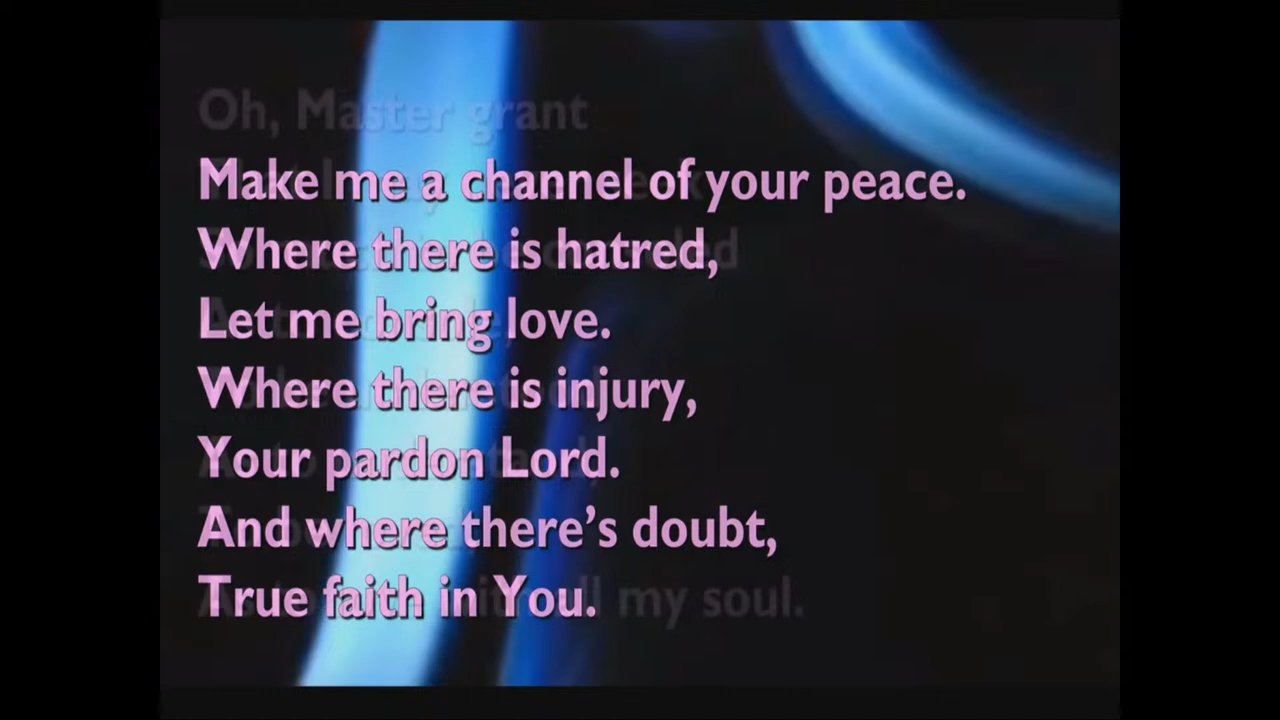 Oh, Master grant
Make me a channel of your peace.
Where there is hatred,
Let me bring love.
Where there is injury,
Your pardon Lord.
And where there's doubt,
True faith in You.
my soul.